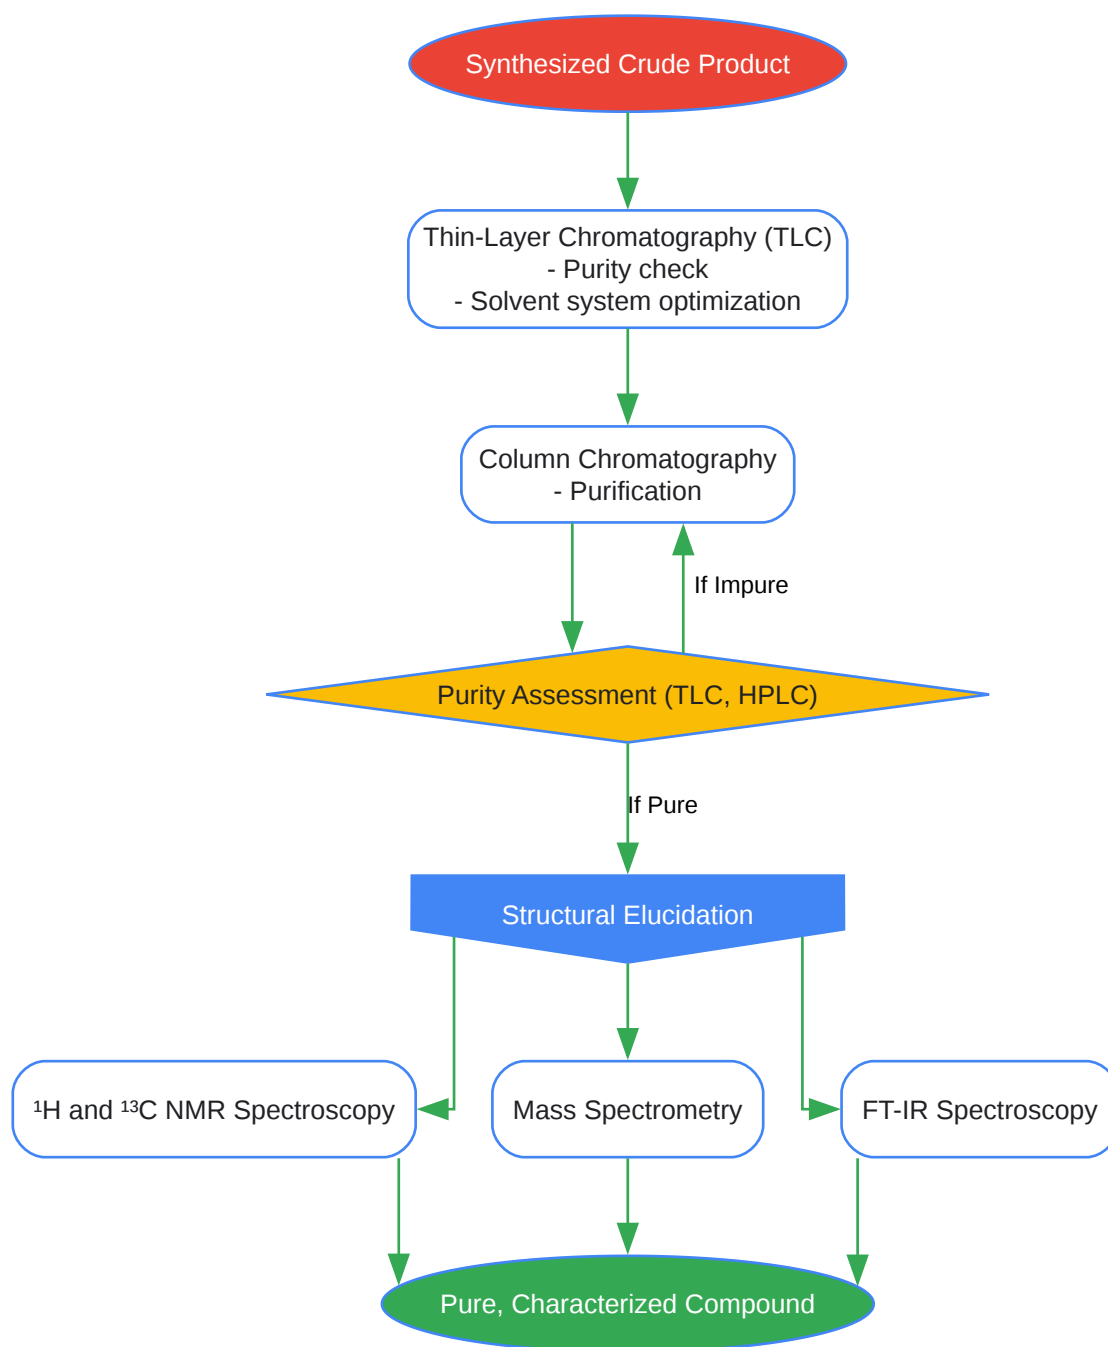 Synthesized Crude Product
Thin-Layer Chromatography (TLC)
- Purity check
- Solvent system optimization
Column Chromatography
- Purification
If Impure
Purity Assessment (TLC, HPLC)
If Pure
Structural Elucidation
¹H and ¹³C NMR Spectroscopy
Mass Spectrometry
FT-IR Spectroscopy
Pure, Characterized Compound